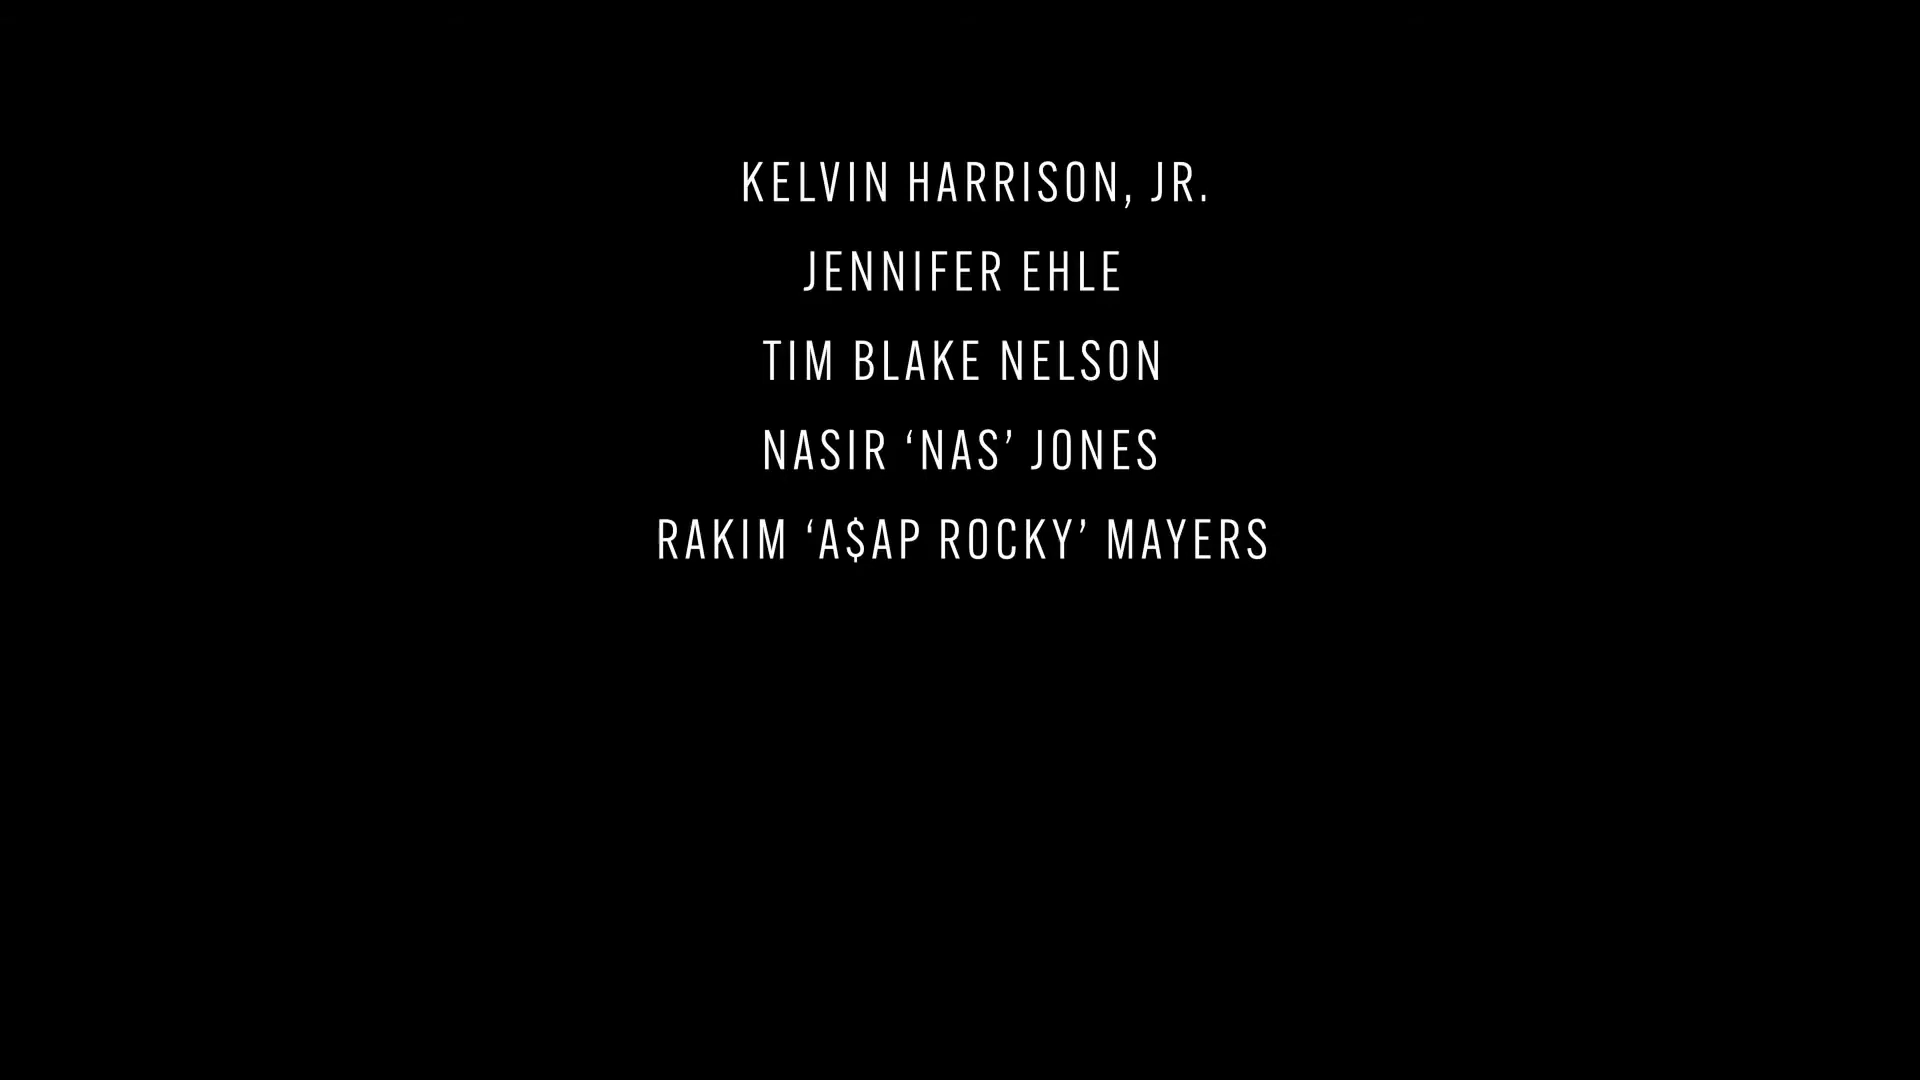 KELVIN HARRISON, JR.
JENNIFER EHLE
TIM BLAKE NELSON
NASIR ‘NAS’ JONES
RAKIM ‘A$AP ROCKY’ MAYERS